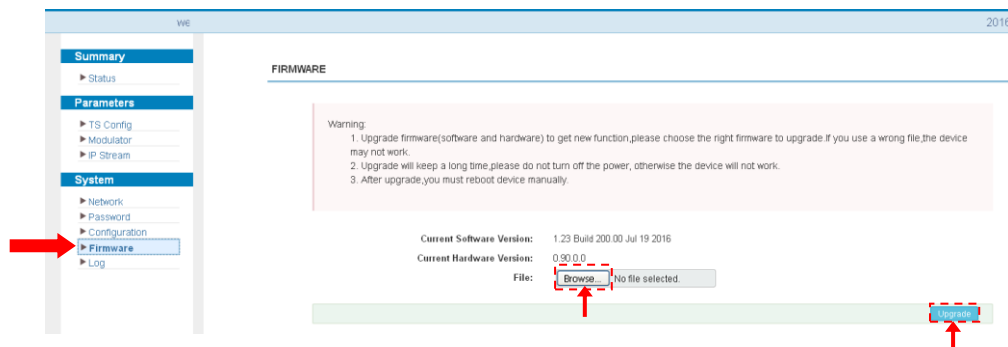 we
2016
Summary
Status
Parameters
TS Config
Modulator
IP Stream
System
Network
Password
Configuration
Firmware
Log
FIRMWARE
Warning:
1. Upgrade firmware(software and hardware) to get new function,please choose the right firmware to upgrade.If you use a wrong file,the device
may not work.
2. Upgrade will keep a long time,please do not turn off the power, otherwise the device will not work.
3. After upgrade,you must reboot device manually.
Current Software Version: 1.23 Build 200.00 Jul 19 2016
Current Hardware Version: 0.90.0.0
File: Browse... No file selected.
Upgrade